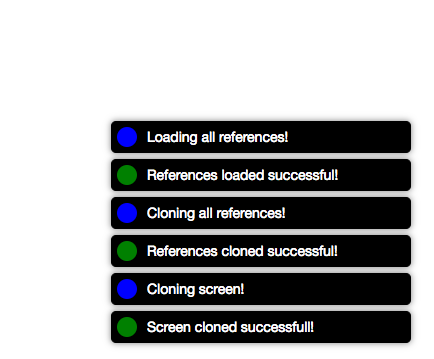 Loading all references!
References loaded successful!
Cloning all references!
References cloned successful!
Cloning screen!
Screen cloned successfull!